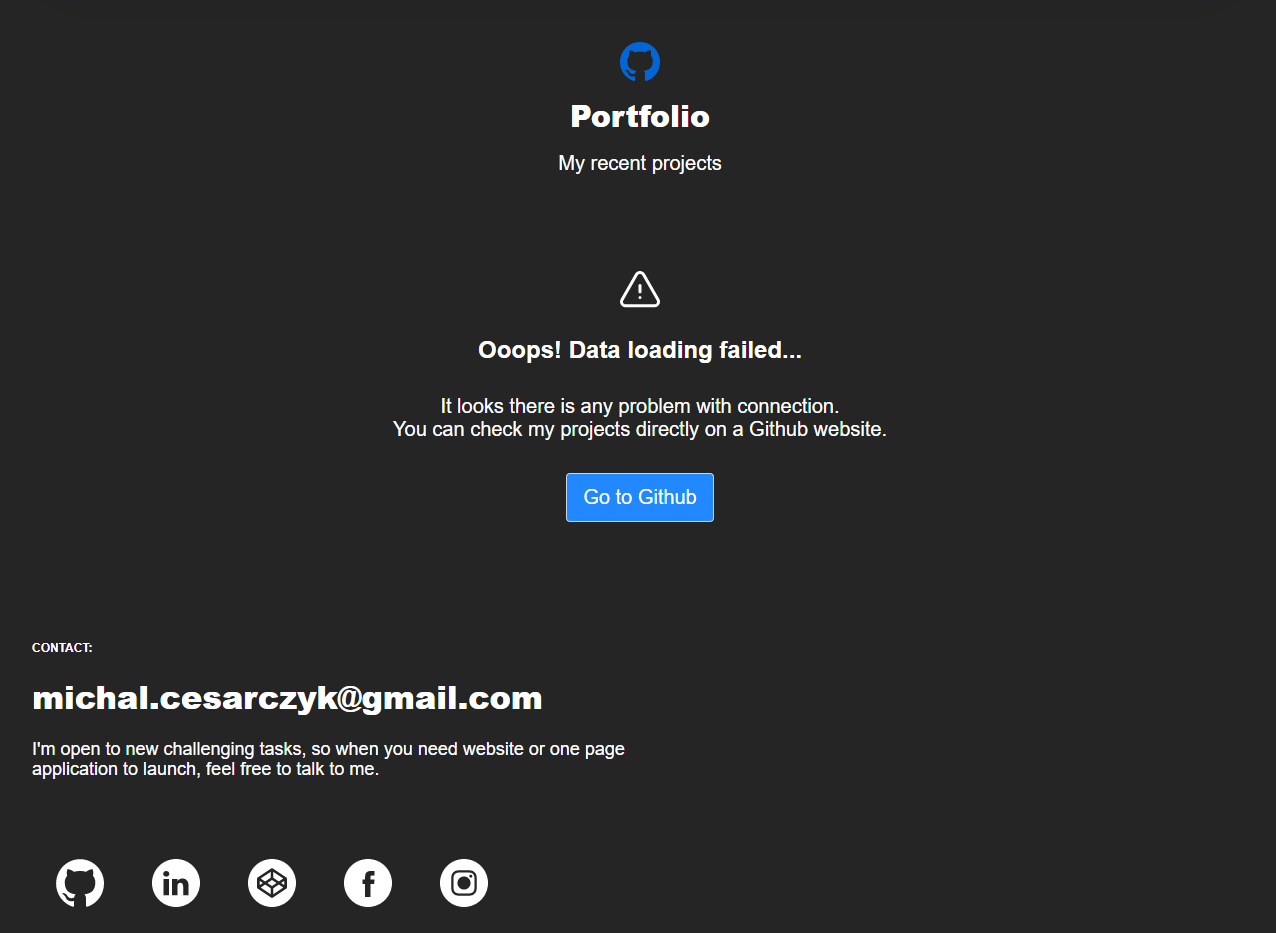 Portfolio
My recent projects
Ooops! Data loading failed...
It looks there is any problem with connection.
You can check my projects directly on a Github website.
Go to Github
CONTACT:
michal.cesarczyk@gmail.com
I'm open to new challenging tasks, so when you need website or one page
application to launch, feel free to talk to me.